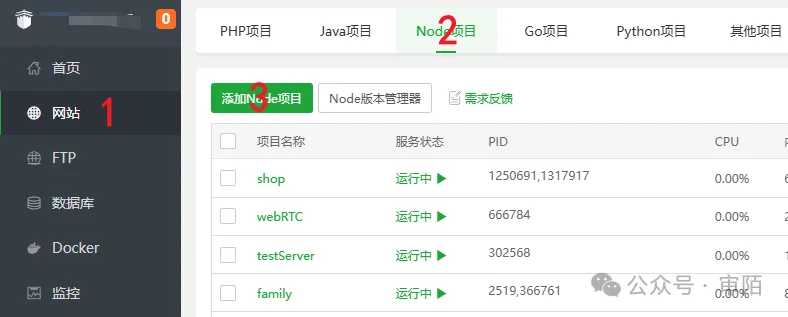 0
首页
网站 1
FTP
数据库
Docker
监控
PHP项目 Java项目 Node项目 2 Go项目 Python项目 其他项目
添加Node项目 3 Node版本管理器 需求反馈
项目名称 服务状态 PID CPU
shop 运行中 1250691,1317917 0.00% 6
webRTC 运行中 666784 0.00% 1
testServer 运行中 302568 0.00% 1
family 运行中 2519,366761 0.00% 8
公众号·宙陌